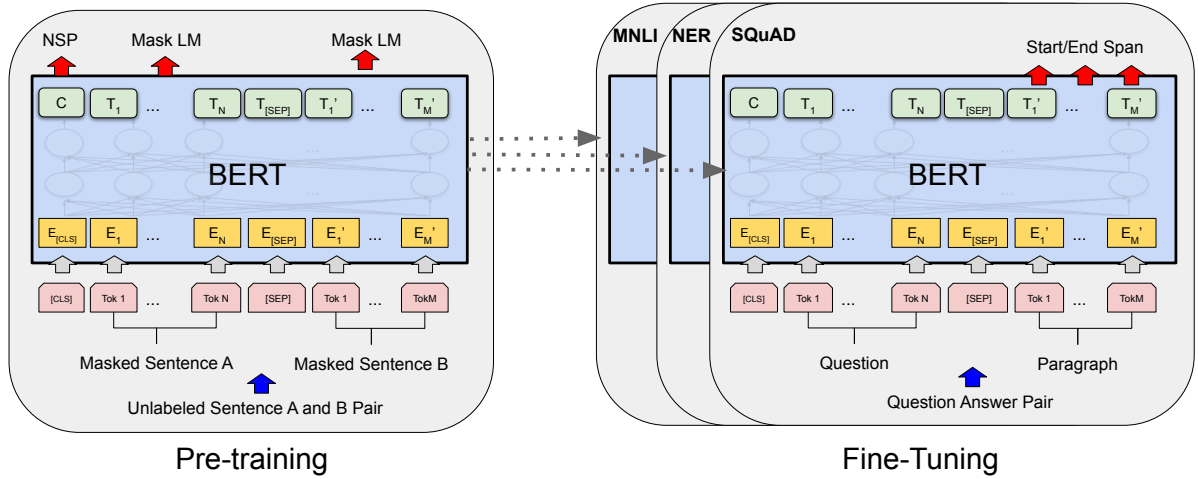 NSP Mask LM Mask LM
C T1 ... TN T[SEP] T1' ... TM'
...
BERT
...
E[CLS] E1 ... EN E[SEP] E1' ... EM'
[CLS] Tok 1 ... Tok N [SEP] Tok 1 ... TokM
Masked Sentence A Masked Sentence B
Unlabeled Sentence A and B Pair
Pre-training
MNLI NER SQuAD
Start/End Span
C T1 ... TN T[SEP] T1' ... TM'
...
BERT
...
E[CLS] E1 ... EN E[SEP] E1' ... EM'
[CLS] Tok 1 ... Tok N [SEP] Tok 1 ... TokM
Question Paragraph
Question Answer Pair
Fine-Tuning